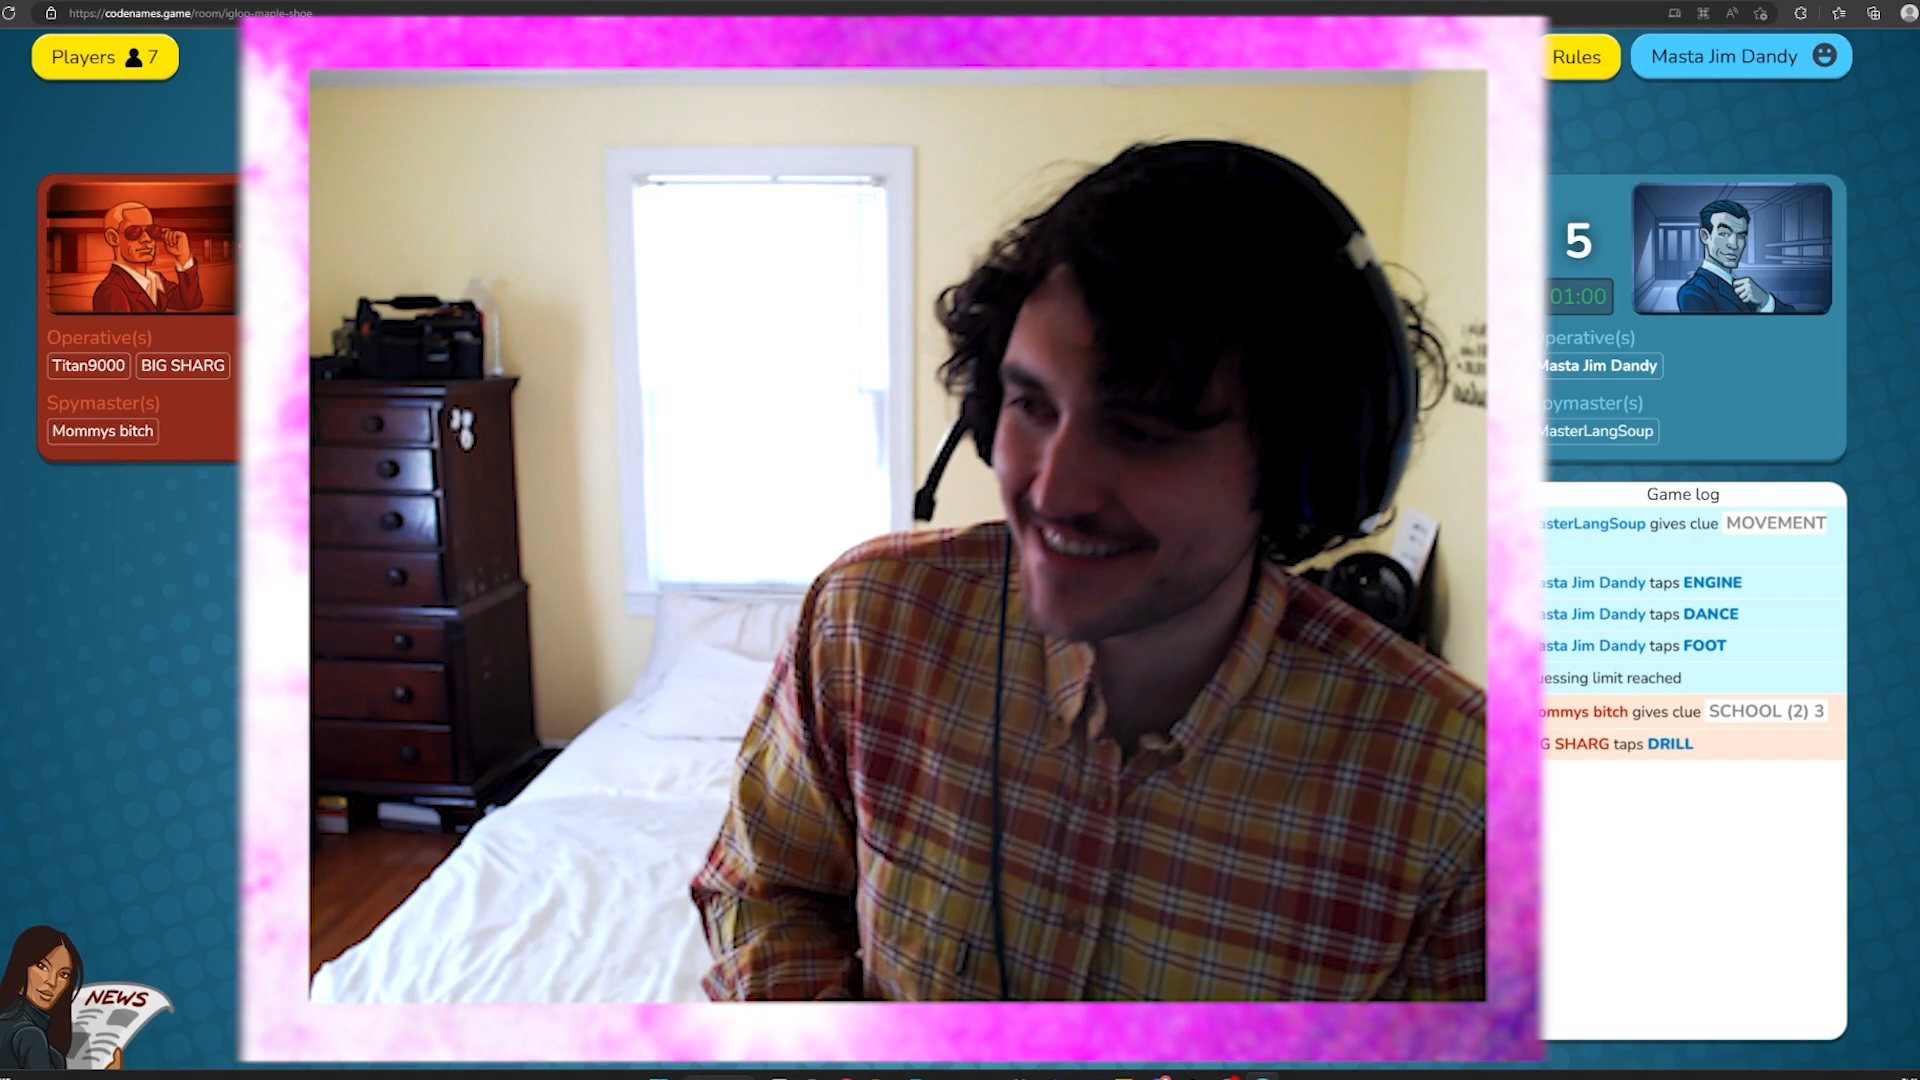 https://codenames.game/room/igloo-maple-shoe
Players 7
Rules
Masta Jim Dandy
5
01:00
Operative(s)
Titan9000 BIG SHARG
Spymaster(s)
Mommys bitch
perative(s)
Masta Jim Dandy
pymaster(s)
MasterLangSoup
Game log
asterLangSoup gives clue MOVEMENT
asta Jim Dandy taps ENGINE
asta Jim Dandy taps DANCE
asta Jim Dandy taps FOOT
uessing limit reached
ommys bitch gives clue SCHOOL (2) 3
G SHARG taps DRILL
NEWS